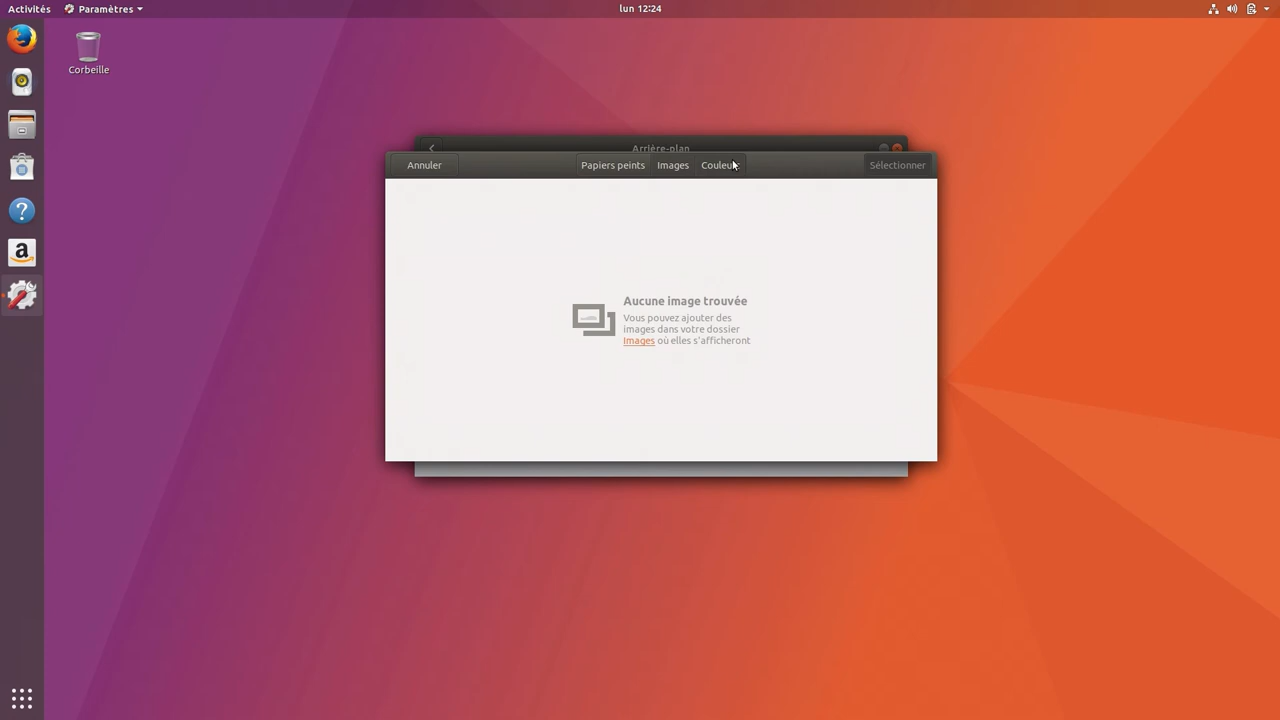 Activités
Paramètres
lun 12:24
Corbeille
Arrière-plan
Annuler
Papiers peints
Images
Sélectionner
Aucune image trouvée
Vous pouvez ajouter des
images dans votre dossier
Images où elles s'afficheront